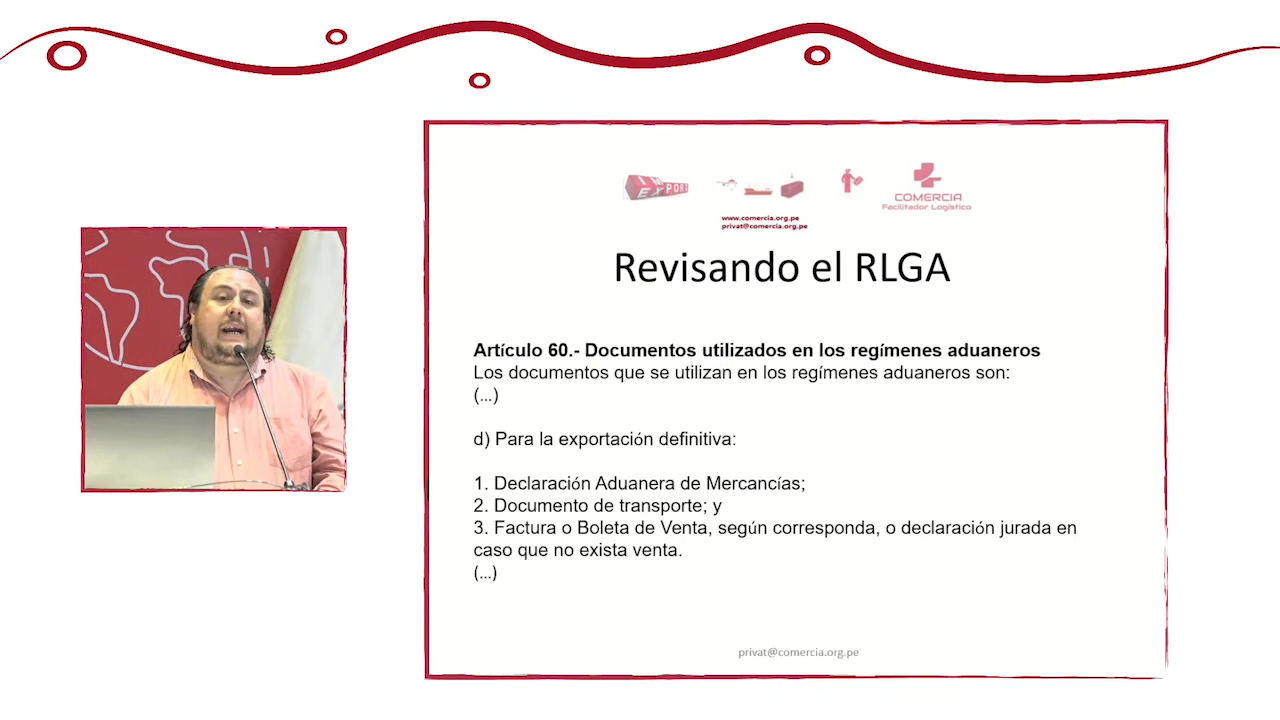 IM
EXPORT
COMERCIA
Facilitador Logístico
www.comercia.org.pe
privat@comercia.org.pe
Revisando el RLGA
Artículo 60.- Documentos utilizados en los regímenes aduaneros
Los documentos que se utilizan en los regímenes aduaneros son:
(...)
d) Para la exportación definitiva:
1. Declaración Aduanera de Mercancías;
2. Documento de transporte; y
3. Factura o Boleta de Venta, según corresponda, o declaración jurada en
caso que no exista venta.
(...)
privat@comercia.org.pe